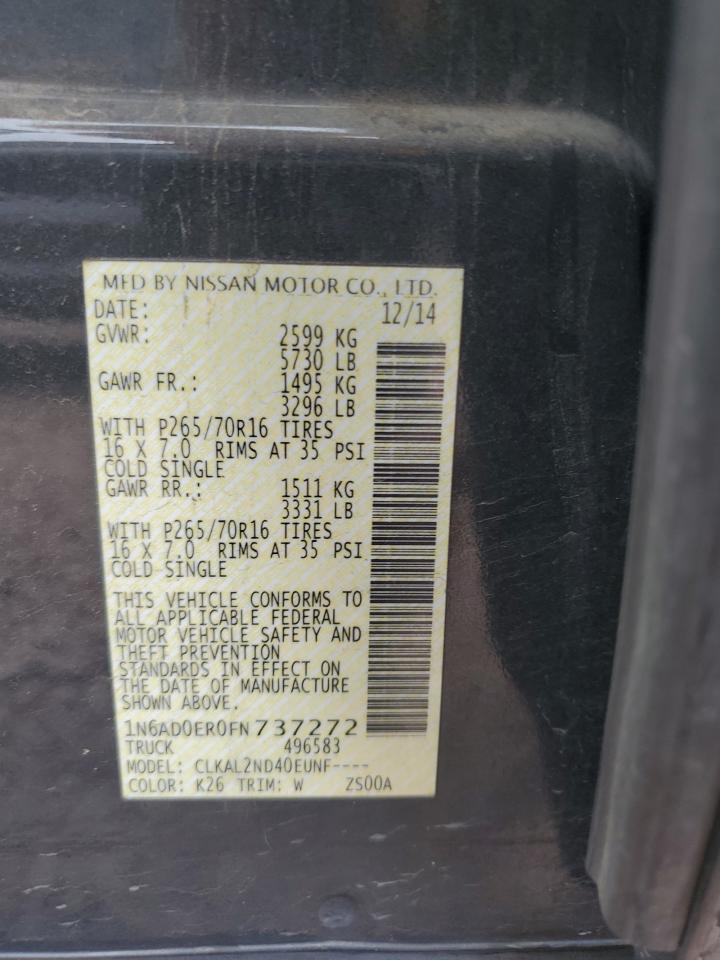 MFD BY NISSAN MOTOR CO., LTD.
DATE: 12/14
GVWR: 2599 KG
5730 LB
GAWR FR.: 1495 KG
3296 LB
WITH P265/70R16 TIRES
16 X 7.0 RIMS AT 35 PSI
COLD SINGLE
GAWR RR.: 1511 KG
3331 LB
WITH P265/70R16 TIRES
16 X 7.0 RIMS AT 35 PSI
COLD SINGLE
THIS VEHICLE CONFORMS TO
ALL APPLICABLE FEDERAL
MOTOR VEHICLE SAFETY AND
THEFT PREVENTION
STANDARDS IN EFFECT ON
THE DATE OF MANUFACTURE
SHOWN ABOVE.
1N6AD0ER0FN737272
TRUCK 496583
MODEL: CLKAL2ND40EUNF----
COLOR: K26 TRIM: W ZS00A